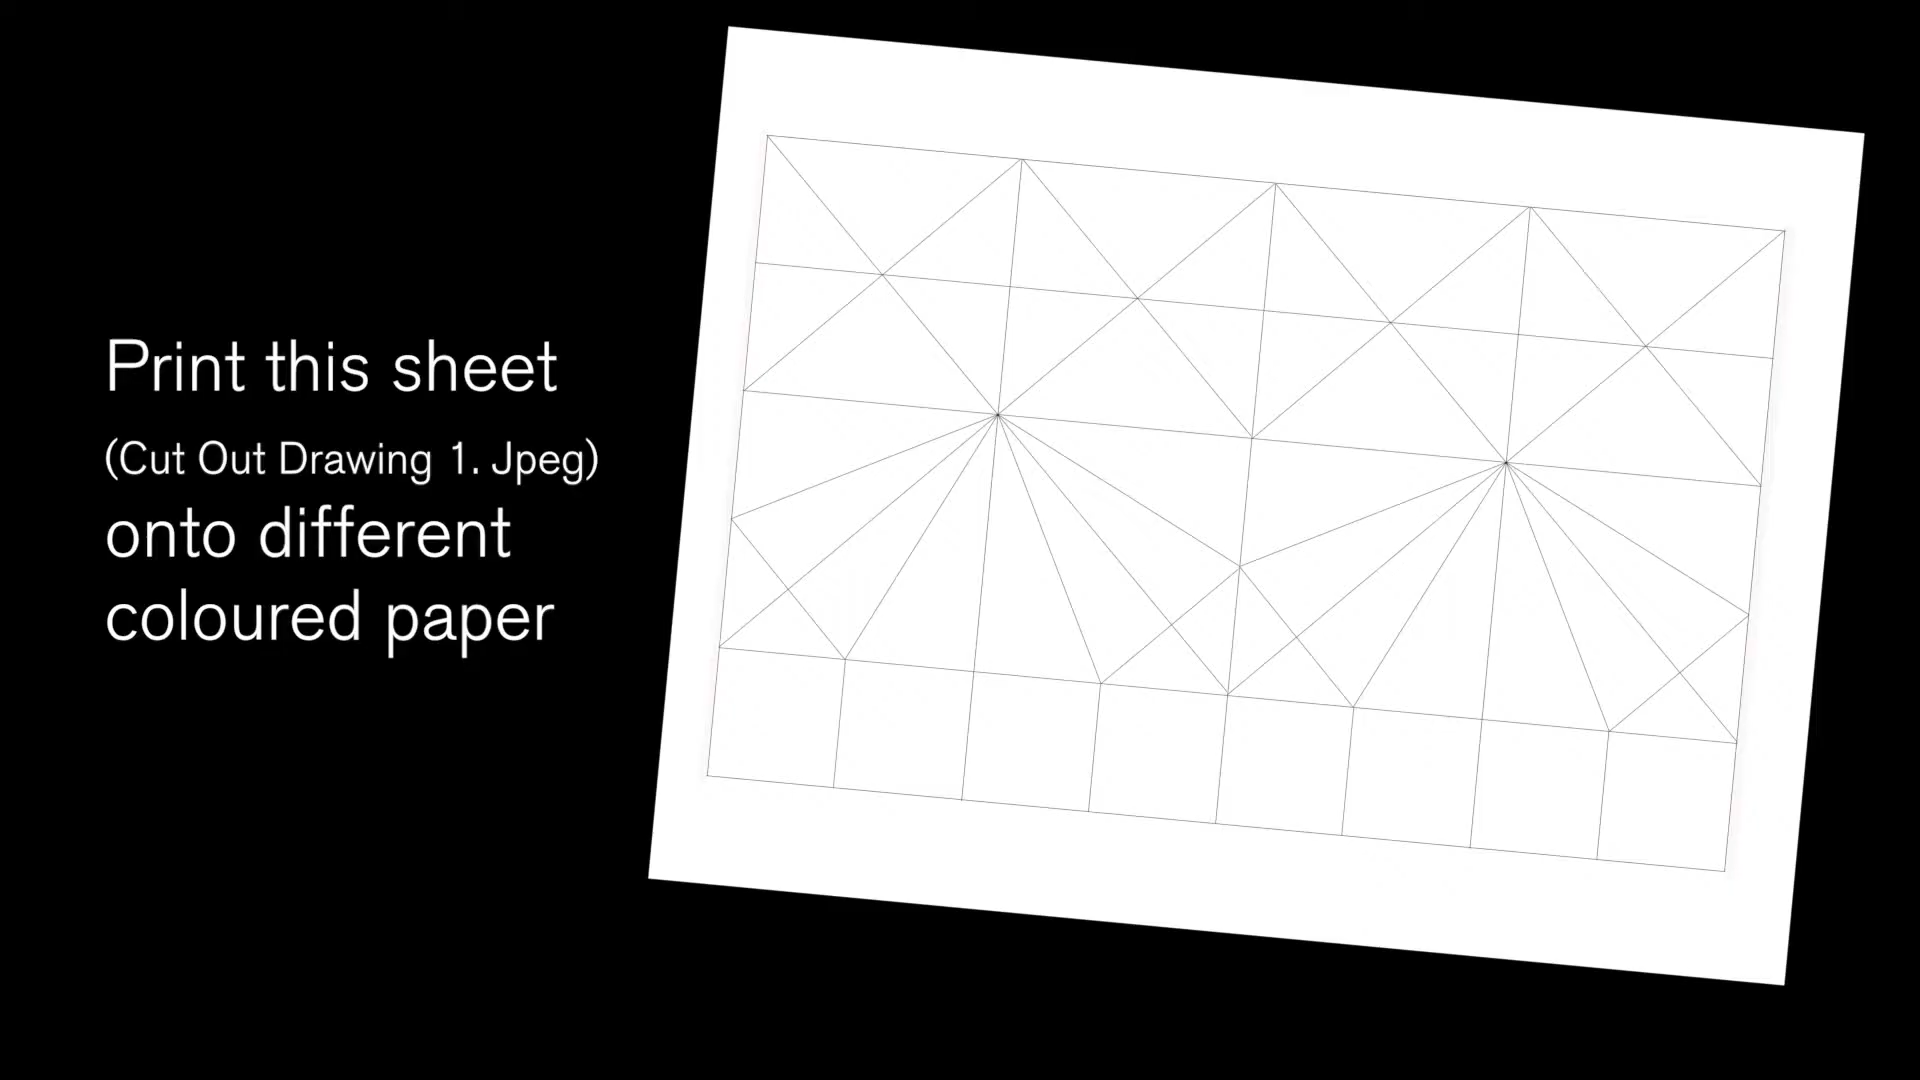 Print this sheet
(Cut Out Drawing 1. Jpeg)
onto different
coloured paper